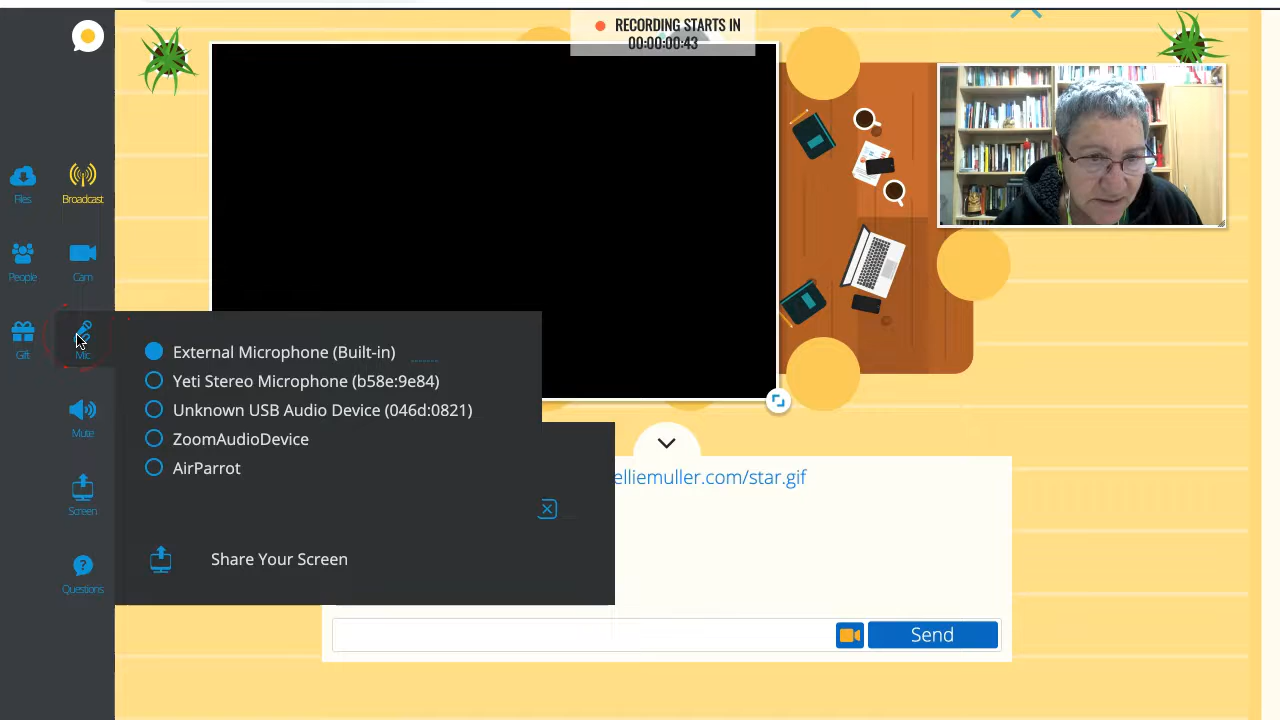 RECORDING STARTS IN
00:00:00:43
Files
Broadcast
People
Cam
Gift
Mic
External Microphone (Built-in)
Yeti Stereo Microphone (b58e:9e84)
Unknown USB Audio Device (046d:0821)
ZoomAudioDevice
AirParrot
Mute
elliemuller.com/star.gif
Screen
Share Your Screen
Questions
Send